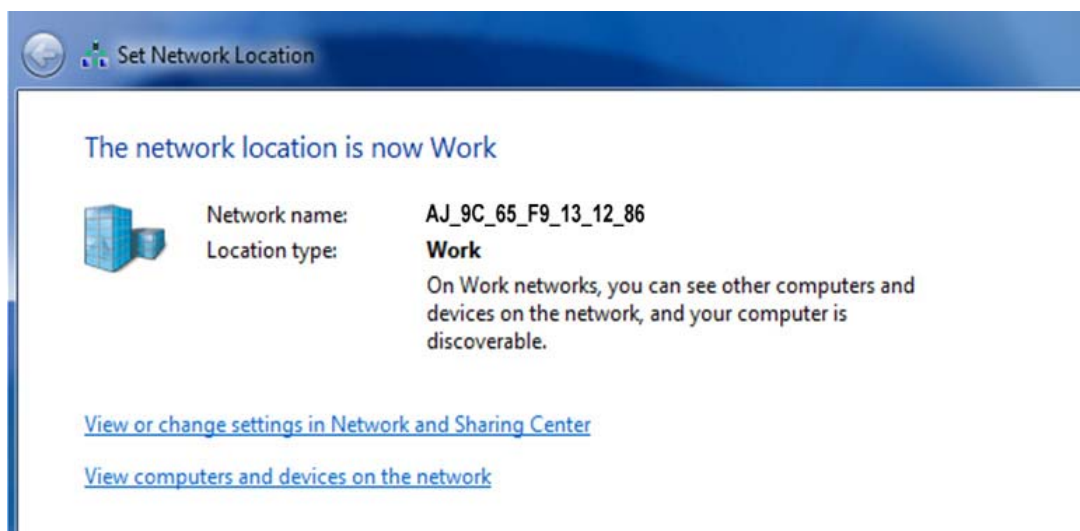 Set Network Location
The network location is now Work
Network name: AJ_9C_65_F9_13_12_86
Location type: Work
On Work networks, you can see other computers and
devices on the network, and your computer is
discoverable.
View or change settings in Network and Sharing Center
View computers and devices on the network